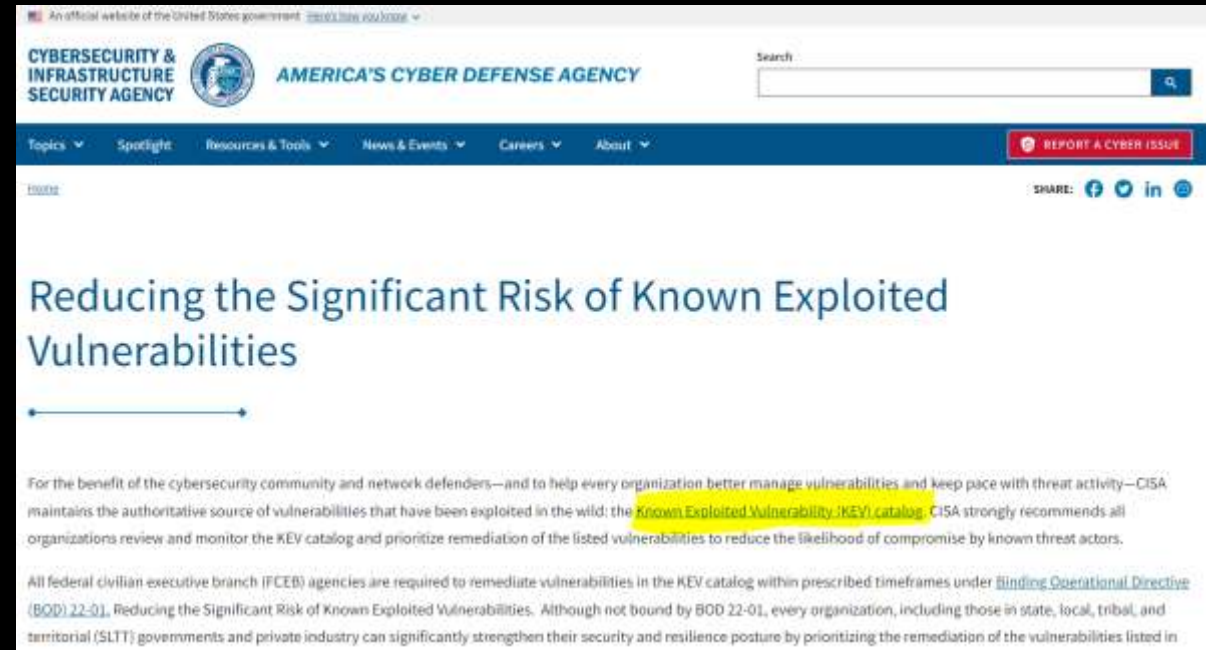 An official website of the United States government Here's how you know
CYBERSECURITY &
INFRASTRUCTURE
SECURITY AGENCY
AMERICA'S CYBER DEFENSE AGENCY
Search
Topics Spotlight Resources & Tools News & Events Careers About REPORT A CYBER ISSUE
Home
SHARE:
Reducing the Significant Risk of Known Exploited
Vulnerabilities
For the benefit of the cybersecurity community and network defenders—and to help every organization better manage vulnerabilities and keep pace with threat activity—CISA
maintains the authoritative source of vulnerabilities that have been exploited in the wild: the Known Exploited Vulnerability (KEV) catalog. CISA strongly recommends all
organizations review and monitor the KEV catalog and prioritize remediation of the listed vulnerabilities to reduce the likelihood of compromise by known threat actors.
All federal civilian executive branch (FCEB) agencies are required to remediate vulnerabilities in the KEV catalog within prescribed timeframes under Binding Operational Directive
(BOD) 22-01, Reducing the Significant Risk of Known Exploited Vulnerabilities. Although not bound by BOD 22-01, every organization, including those in state, local, tribal, and
territorial (SLTT) governments and private industry can significantly strengthen their security and resilience posture by prioritizing the remediation of the vulnerabilities listed in